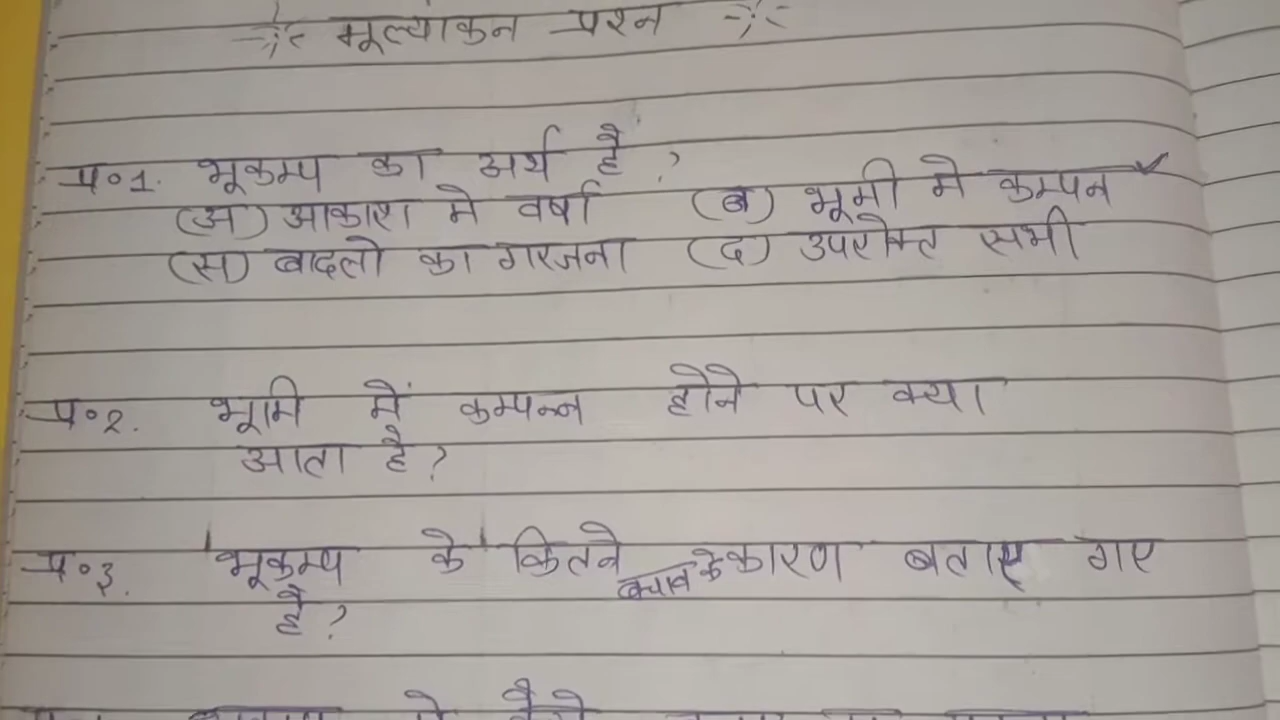 मूल्यांकन प्रश्न
प्र०1. भूकम्प का अर्थ है ?
(अ) आकाश मे वर्षा (ब) भूमी मे कम्पन ✓
(स) बादलो का गरजना (द) उपरोक्त सभी
प्र०2. भूमि में कम्पन्न होने पर क्या
आता है ?
प्र०3. भूकम्प के कितने बचाव के कारण बताए गए
है ?